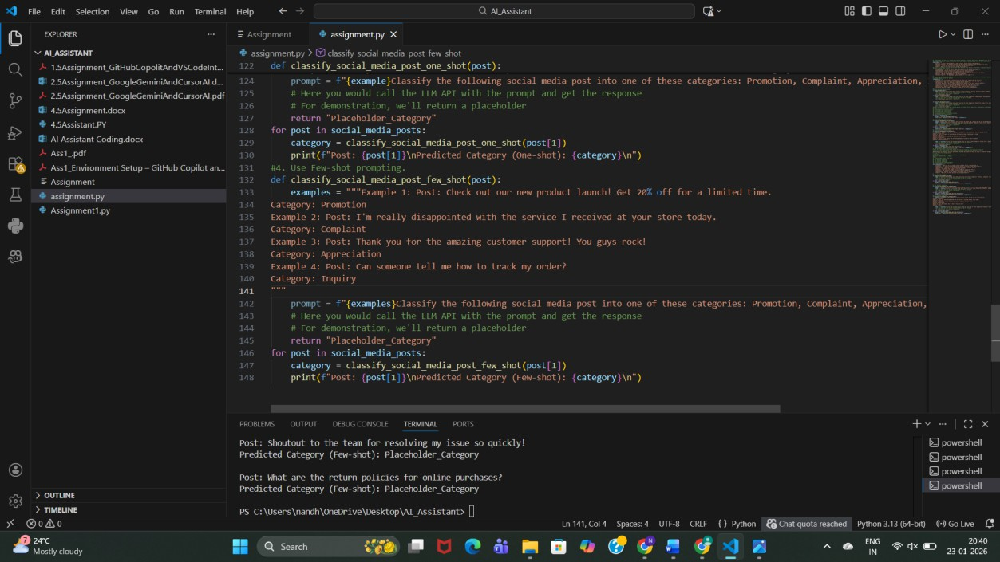 File Edit Selection View Go Run Terminal Help
AI_Assistant
EXPLORER
AI_ASSISTANT
1.5Assignment_GitHubCopolitAndVSCodeInt...
2.5Assignment_GoogleGeminiAndCursorAI.d...
2.5Assignment_GoogleGeminiAndCursorAI.pdf
4.5Assignment.docx
4.5Assistant.PY
AI Assistant Coding.docx
Ass1_.pdf
Ass1_Environment Setup – GitHub Copilot an...
Assignment
assignment.py
Assignment1.py
OUTLINE
TIMELINE
Assignment
assignment.py
assignment.py > classify_social_media_post_few_shot
122 def classify_social_media_post_one_shot(post):
124 prompt = f"{example}Classify the following social media post into one of these categories: Promotion, Complaint, Appreciation,
125 # Here you would call the LLM API with the prompt and get the response
126 # For demonstration, we'll return a placeholder
127 return "Placeholder_Category"
128 for post in social_media_posts:
129 category = classify_social_media_post_one_shot(post[1])
130 print(f"Post: {post[1]}\nPredicted Category (One-shot): {category}\n")
131 #4. Use Few-shot prompting.
132 def classify_social_media_post_few_shot(post):
133 examples = """Example 1: Post: Check out our new product launch! Get 20% off for a limited time.
134 Category: Promotion
135 Example 2: Post: I'm really disappointed with the service I received at your store today.
136 Category: Complaint
137 Example 3: Post: Thank you for the amazing customer support! You guys rock!
138 Category: Appreciation
139 Example 4: Post: Can someone tell me how to track my order?
140 Category: Inquiry
141 """
142 prompt = f"{examples}Classify the following social media post into one of these categories: Promotion, Complaint, Appreciation,
143 # Here you would call the LLM API with the prompt and get the response
144 # For demonstration, we'll return a placeholder
145 return "Placeholder_Category"
146 for post in social_media_posts:
147 category = classify_social_media_post_few_shot(post[1])
148 print(f"Post: {post[1]}\nPredicted Category (Few-shot): {category}\n")
PROBLEMS OUTPUT DEBUG CONSOLE TERMINAL PORTS
Post: Shoutout to the team for resolving my issue so quickly!
Predicted Category (Few-shot): Placeholder_Category
Post: What are the return policies for online purchases?
Predicted Category (Few-shot): Placeholder_Category
PS C:\Users\nandh\OneDrive\Desktop\AI_Assistant>
powershell
powershell
powershell
powershell
0 0
Ln 141, Col 4 Spaces: 4 UTF-8 CRLF {} Python Chat quota reached Python 3.13 (64-bit) Go Live
7
24°C
Mostly cloudy
Search
N
ENG
IN
20:40
23-01-2026